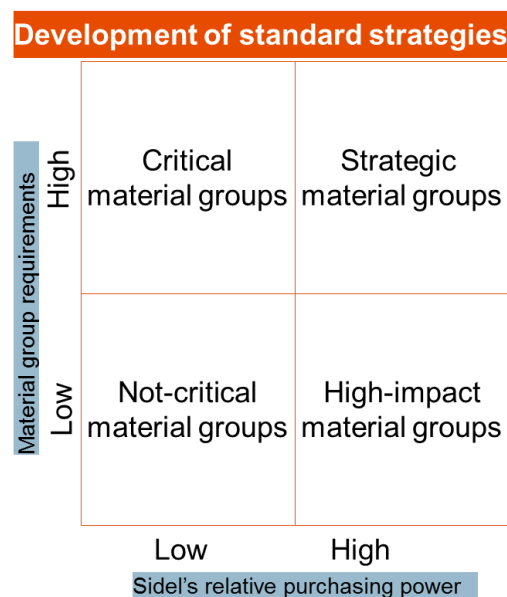 Development of standard strategies
Material group requirements
High
Critical
material groups
Strategic
material groups
Low
Not-critical
material groups
High-impact
material groups
Low
High
Sidel's relative purchasing power